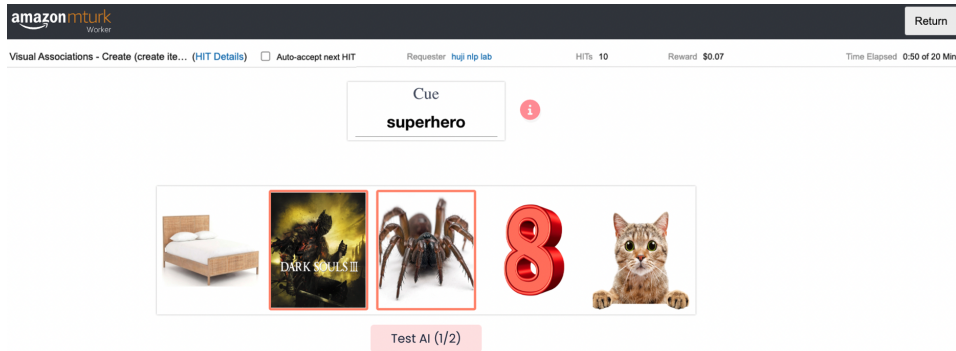 amazonmturk
Worker
Return
Visual Associations - Create (create ite... (HIT Details) Auto-accept next HIT Requester huji nlp lab HITs 10 Reward $0.07 Time Elapsed 0:50 of 20 Min
Cue
i
superhero
DARK SOULS III
8
Test AI (1/2)